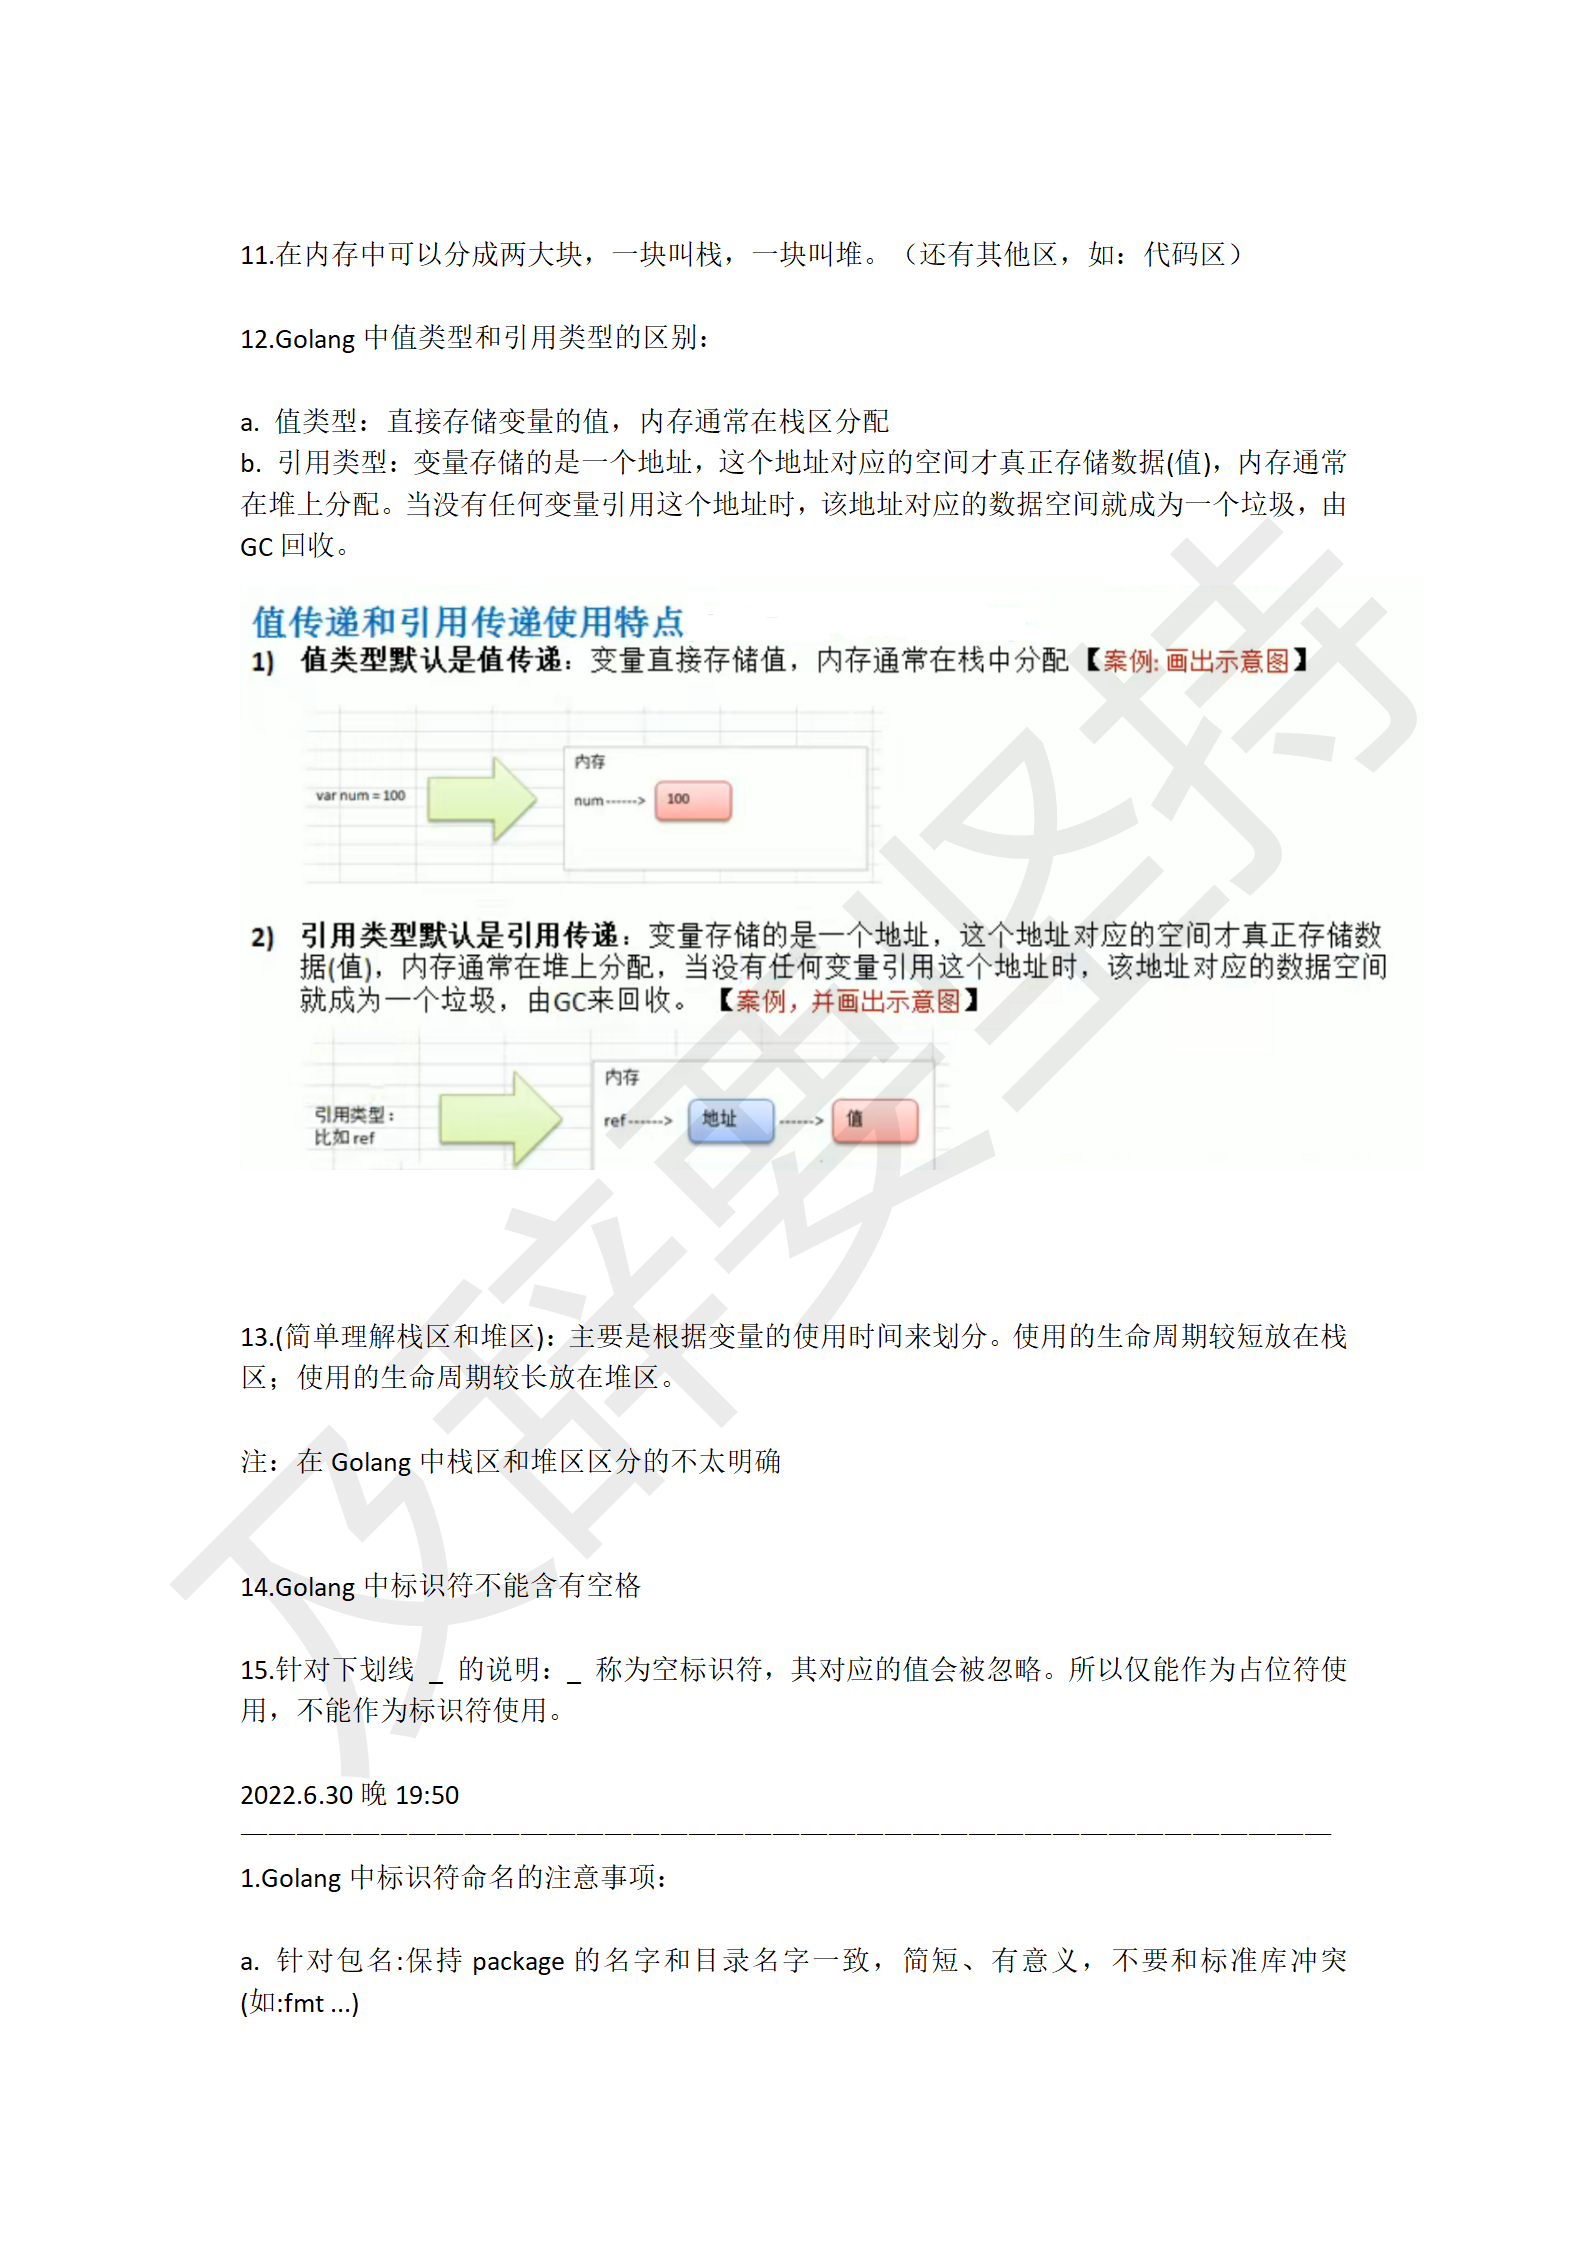 11.在内存中可以分成两大块，一块叫栈，一块叫堆。（还有其他区，如：代码区）
12.Golang 中值类型和引用类型的区别：
a. 值类型：直接存储变量的值，内存通常在栈区分配
b. 引用类型：变量存储的是一个地址，这个地址对应的空间才真正存储数据(值)，内存通常
在堆上分配。当没有任何变量引用这个地址时，该地址对应的数据空间就成为一个垃圾，由
GC 回收。
值传递和引用传递使用特点
1) 值类型默认是值传递：变量直接存储值，内存通常在栈中分配【案例: 画出示意图】
内存
var num = 100
num ------> 100
2) 引用类型默认是引用传递：变量存储的是一个地址，这个地址对应的空间才真正存储数
据(值)，内存通常在堆上分配，当没有任何变量引用这个地址时，该地址对应的数据空间
就成为一个垃圾，由GC来回收。【案例，并画出示意图】
内存
引用类型：
比如 ref
ref ------> 地址 ------> 值
13.(简单理解栈区和堆区)：主要是根据变量的使用时间来划分。使用的生命周期较短放在栈
区；使用的生命周期较长放在堆区。
注：在 Golang 中栈区和堆区区分的不太明确
14.Golang 中标识符不能含有空格
15.针对下划线 _ 的说明：_ 称为空标识符，其对应的值会被忽略。所以仅能作为占位符使
用，不能作为标识符使用。
2022.6.30 晚 19:50
———————————————————————————————————————
1.Golang 中标识符命名的注意事项：
a. 针对包名:保持 package 的名字和目录名字一致，简短、有意义，不要和标准库冲突
(如:fmt ...)
及辞要坚持